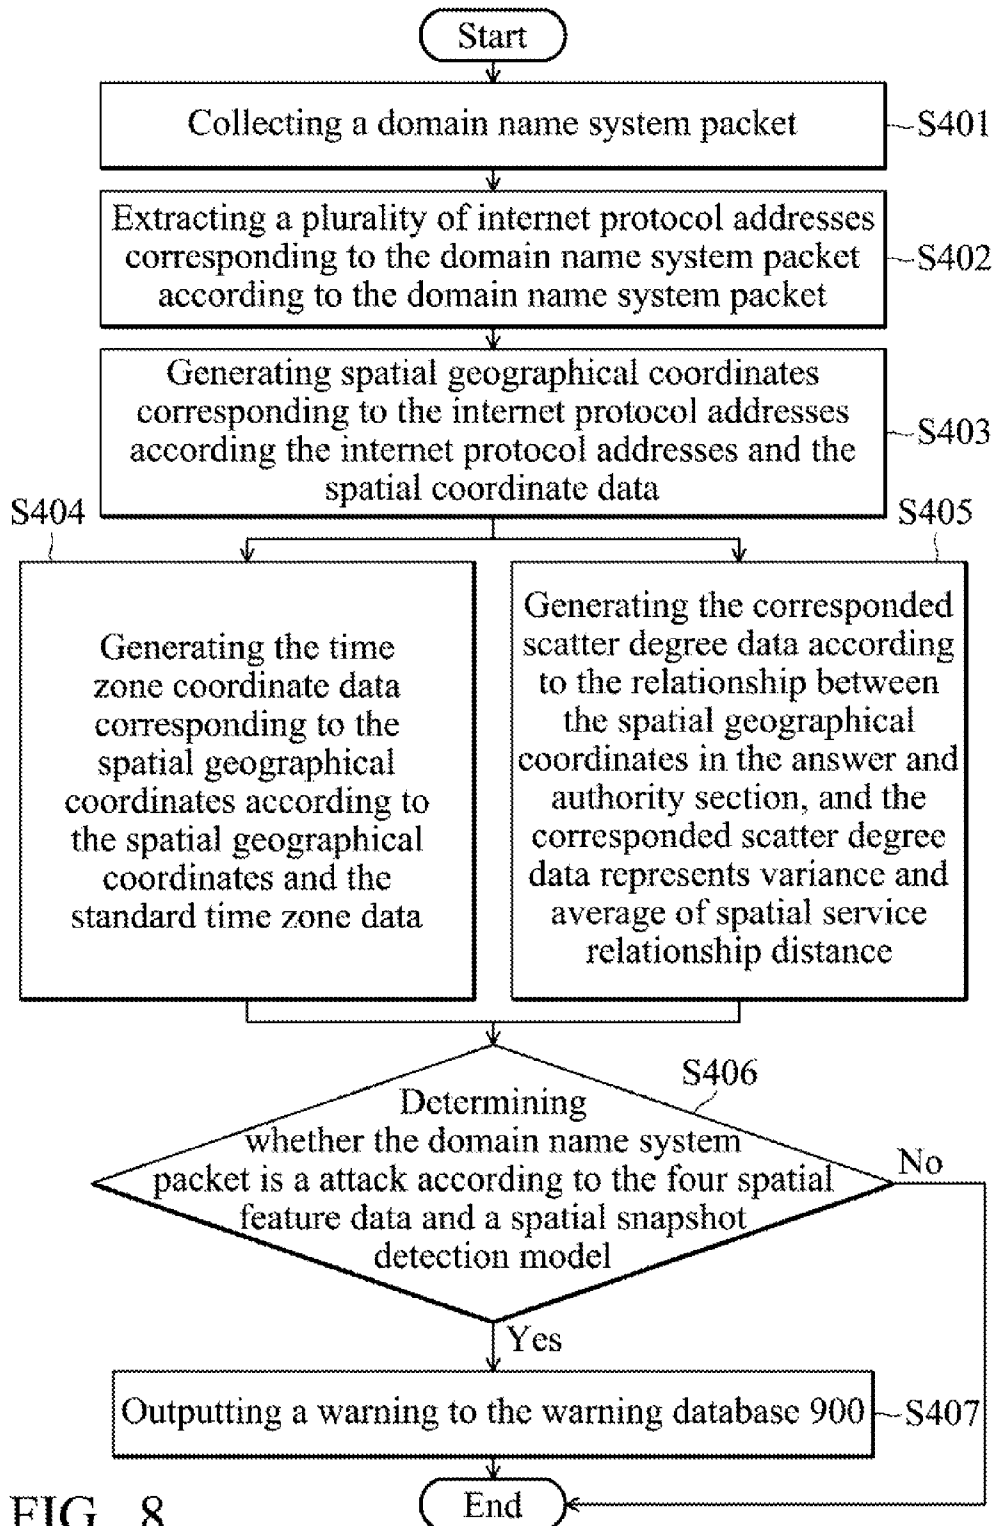 Start
Collecting a domain name system packet
S401
Extracting a plurality of internet protocol addresses
corresponding to the domain name system packet
according to the domain name system packet
S402
Generating spatial geographical coordinates
corresponding to the internet protocol addresses
according the internet protocol addresses and the
spatial coordinate data
S403
S404
Generating the time
zone coordinate data
corresponding to the
spatial geographical
coordinates according to
the spatial geographical
coordinates and the
standard time zone data
S405
Generating the corresponded
scatter degree data according
to the relationship between
the spatial geographical
coordinates in the answer and
authority section, and the
corresponded scatter degree
data represents variance and
average of spatial service
relationship distance
S406
Determining
whether the domain name system
packet is a attack according to the four spatial
feature data and a spatial snapshot
detection model
No
Yes
Outputting a warning to the warning database 900
S407
End
FIG. 8